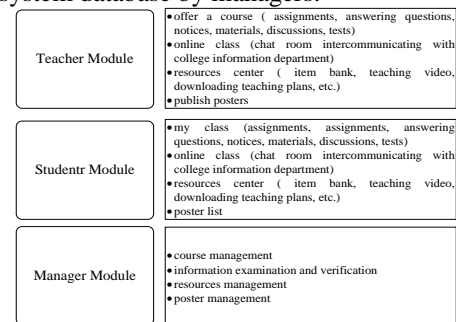 system database by managers.
Teacher Module
• offer a course ( assignments, answering questions,
notices, materials, discussions, tests)
• online class (chat room intercommunicating with
college information department)
• resources center ( item bank, teaching video,
downloading teaching plans, etc.)
• publish posters
Studentr Module
• my class (assignments, assignments, answering
questions, notices, materials, discussions, tests)
• online class (chat room intercommunicating with
college information department)
• resources center ( item bank, teaching video,
downloading teaching plans, etc.)
• poster list
Manager Module
• course management
• information examination and verification
• resources management
• poster management